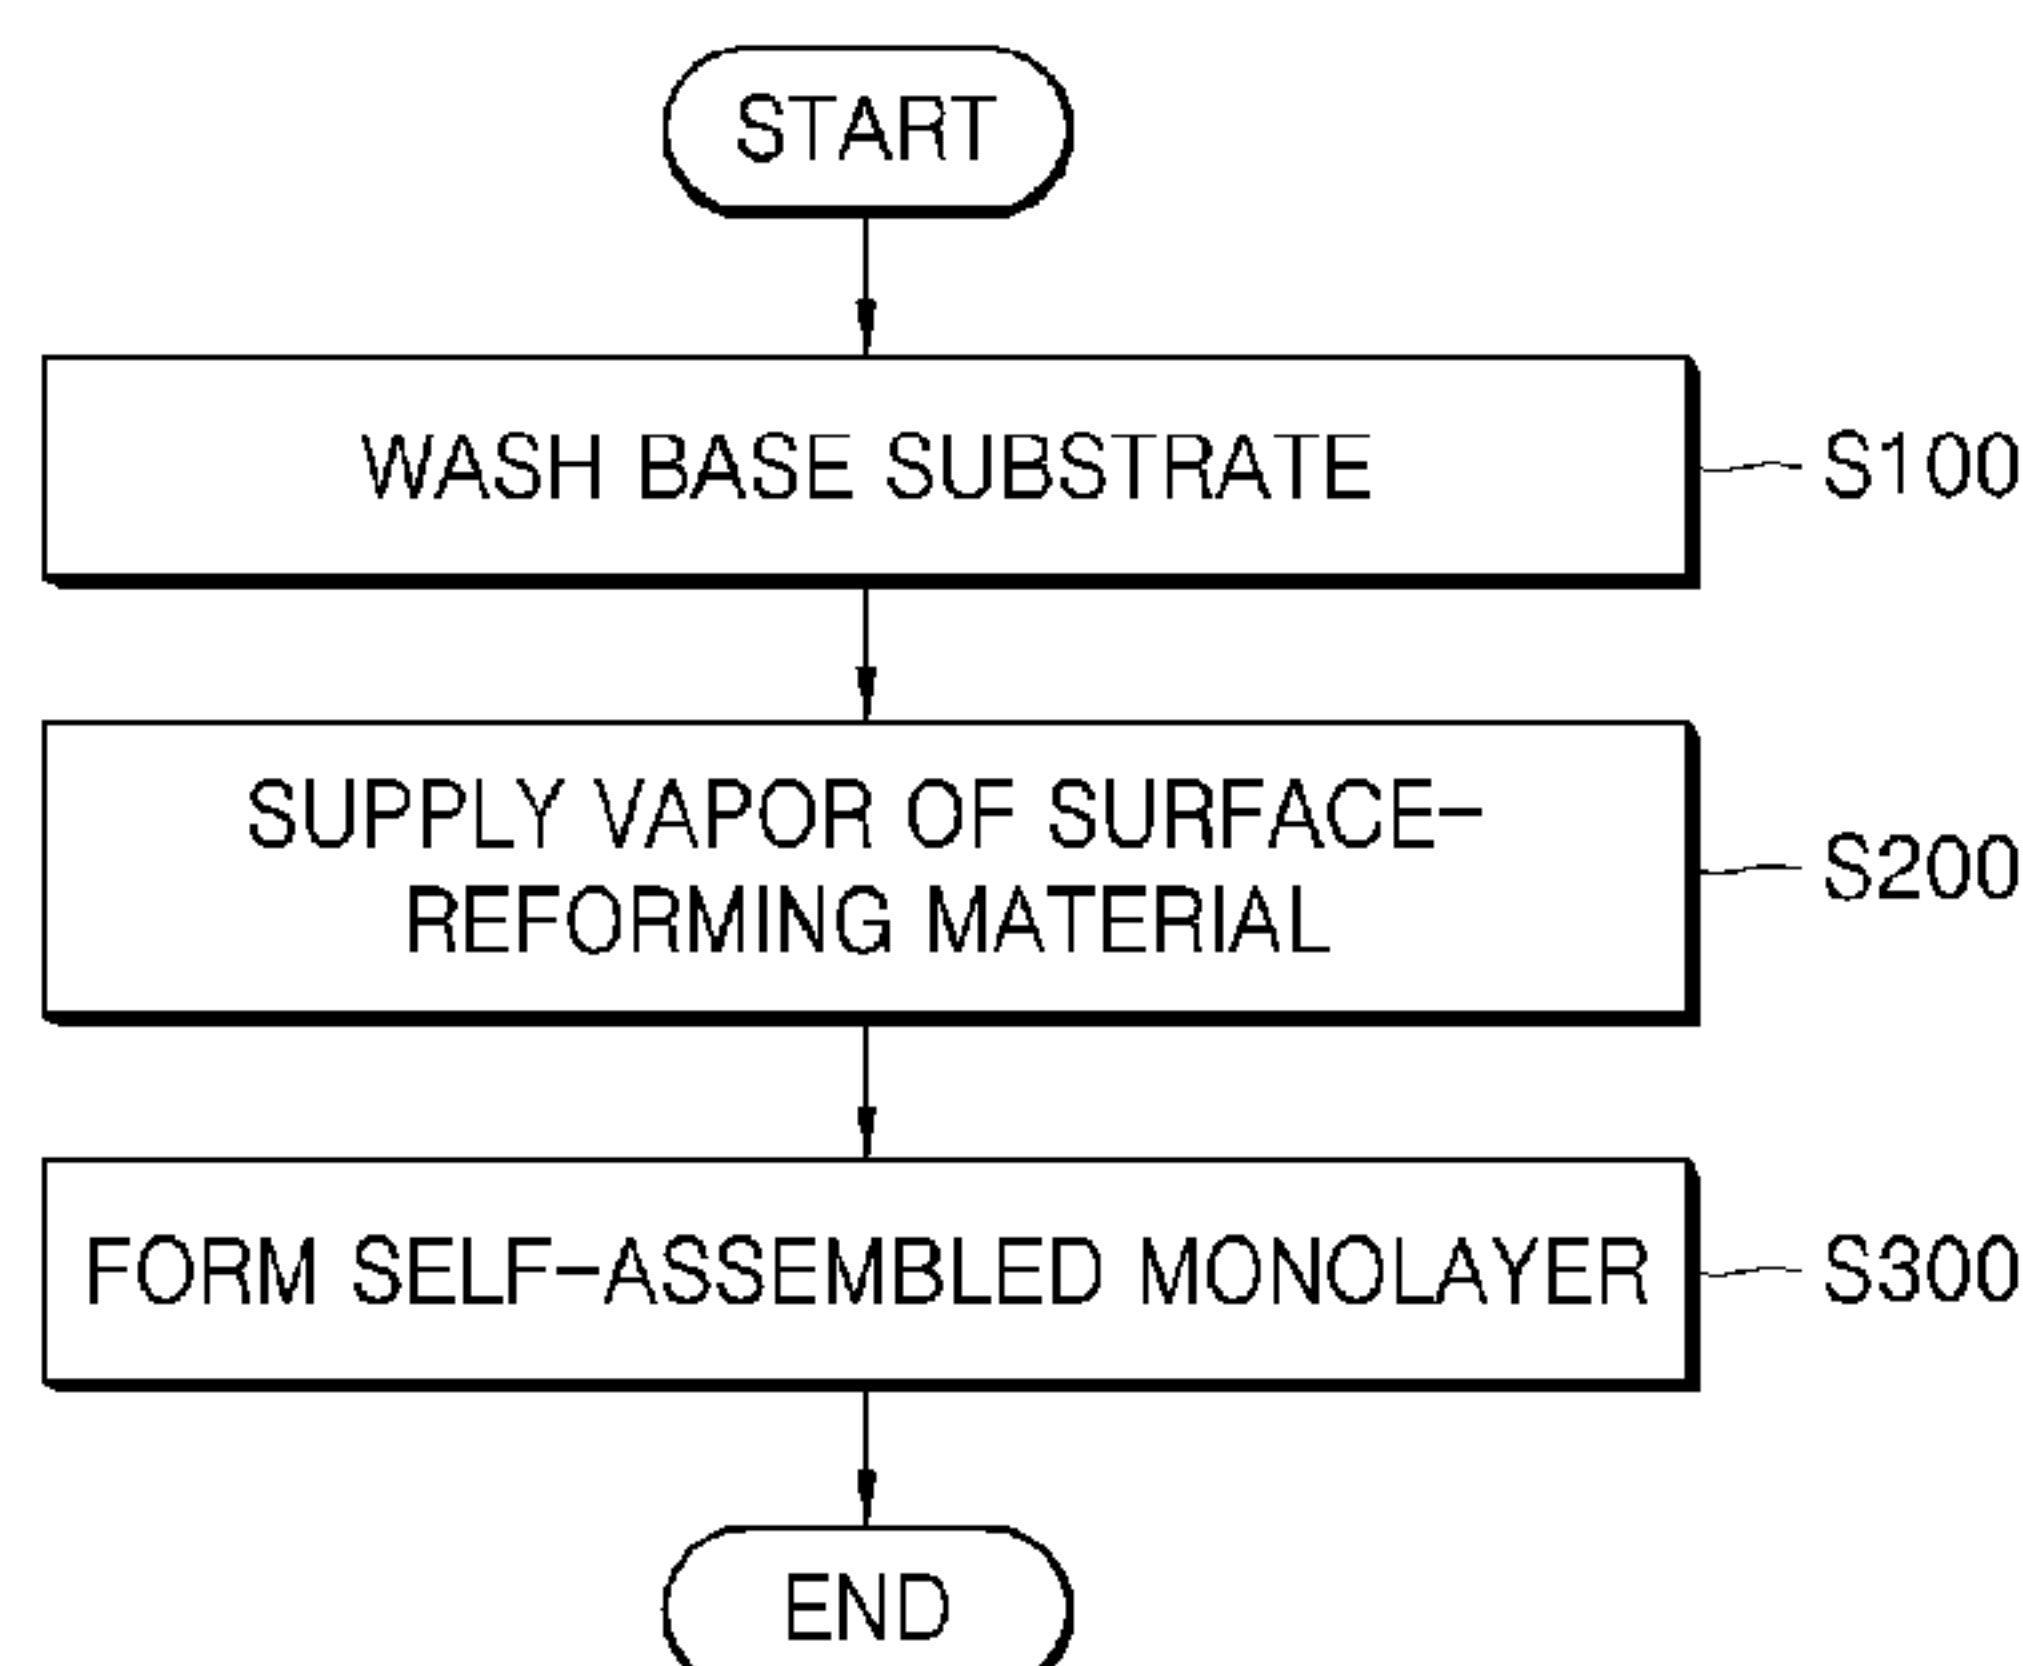 START
WASH BASE SUBSTRATE
S100
SUPPLY VAPOR OF SURFACE-
REFORMING MATERIAL
S200
FORM SELF-ASSEMBLED MONOLAYER
S300
END